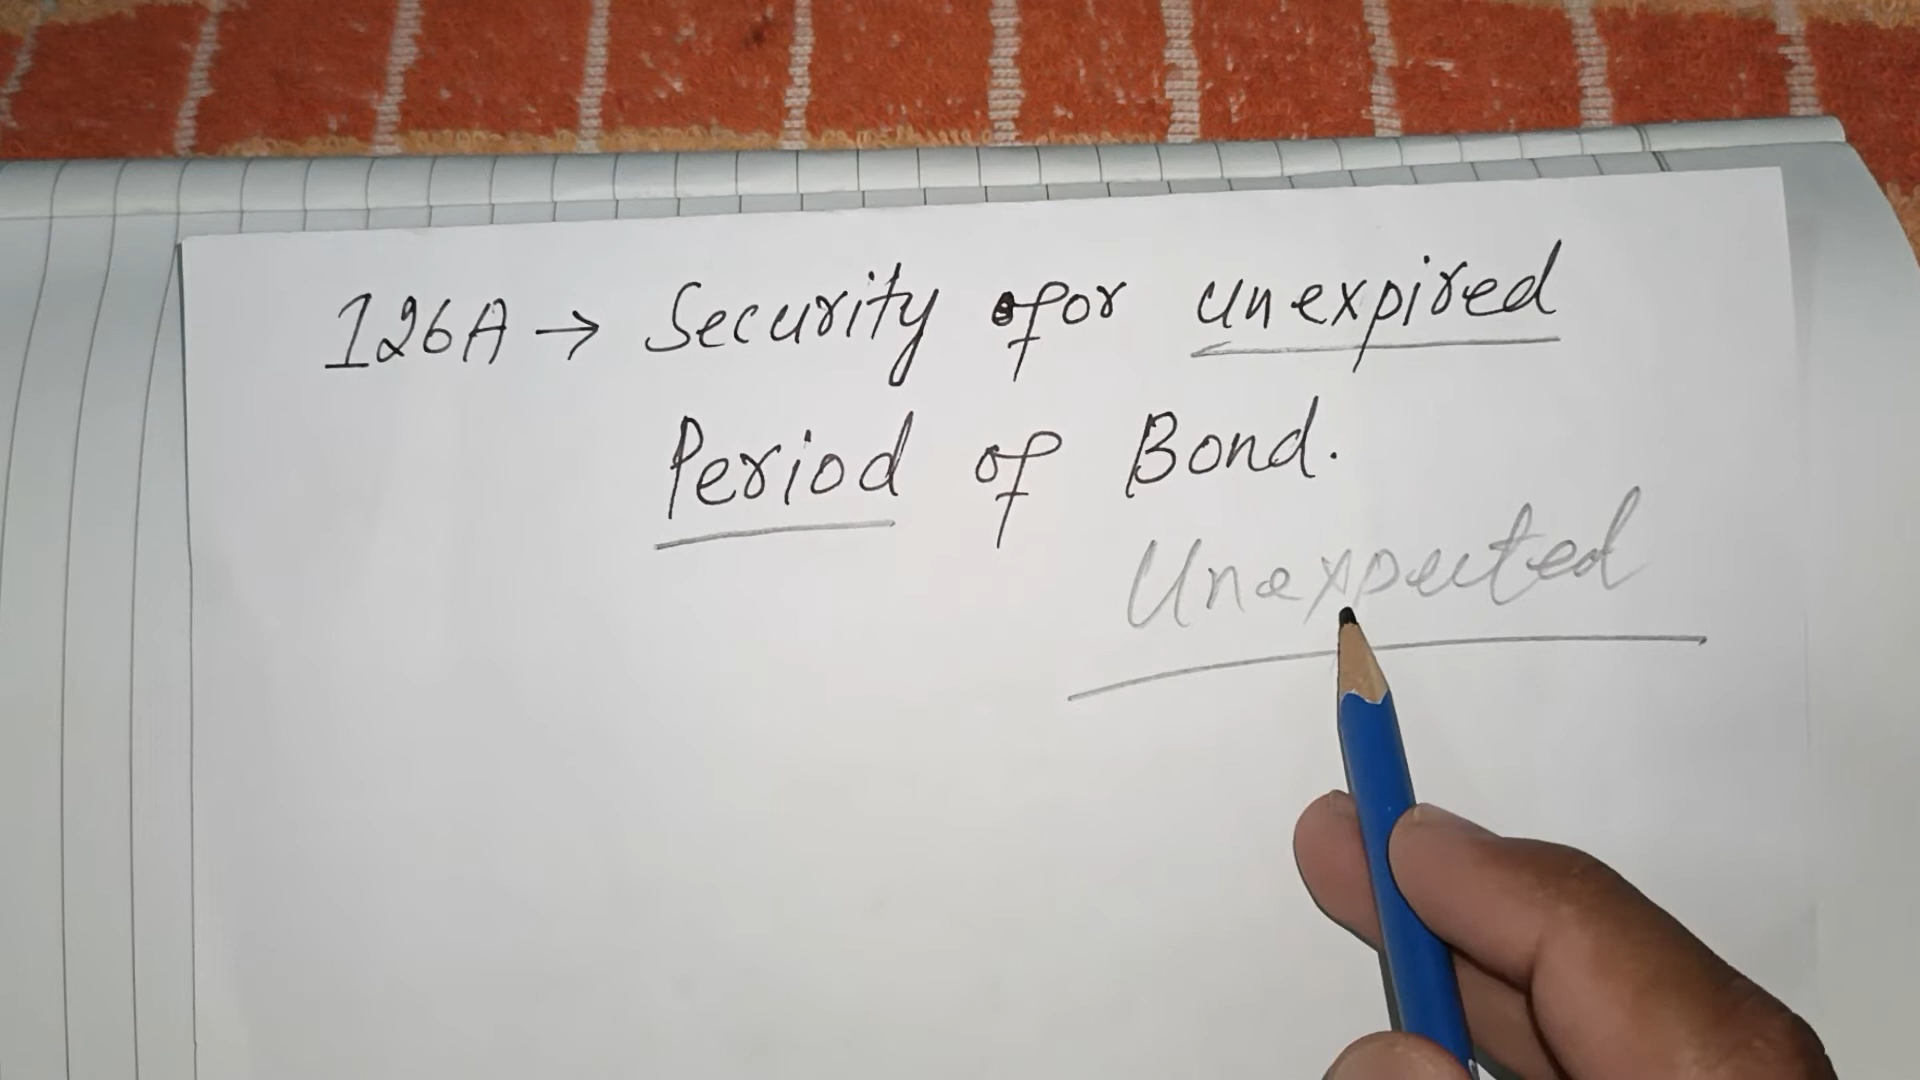 126A → Security for unexpired
Period of Bond.
Unexpected